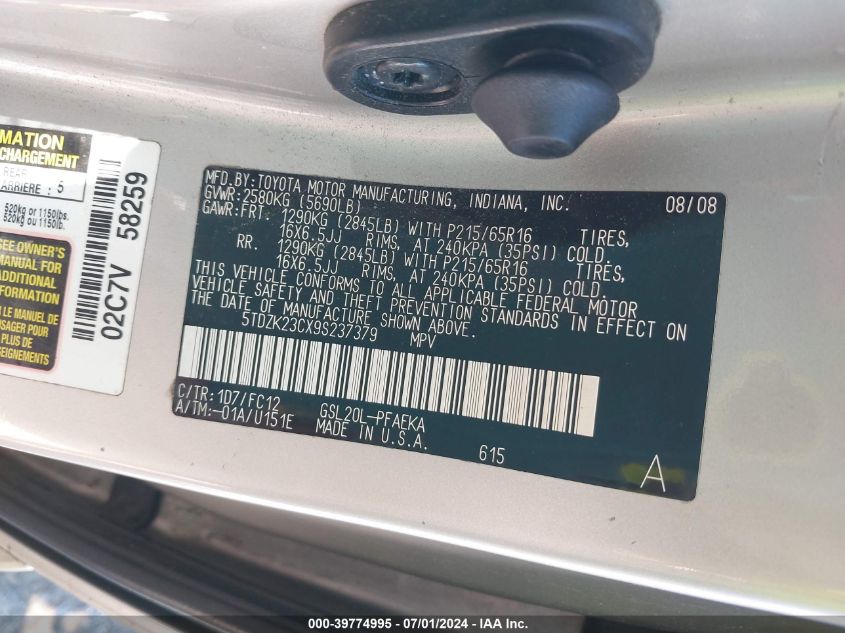 MATION
CHARGEMENT
REAR
ARRIÈRE : 5
520kg or 1150lbs.
520kg ou 1150lb.
SEE OWNER'S
MANUAL FOR
ADDITIONAL
INFORMATION
LE MANUEL DE
USAGER POUR
PLUS DE
SEIGNEMENTS
02C7V 58259
MFD.BY:TOYOTA MOTOR MANUFACTURING, INDIANA, INC. 08/08
GVWR:2580KG (5690LB)
GAWR:FRT. 1290KG (2845LB) WITH P215/65R16 TIRES,
16X6.5JJ RIMS, AT 240KPA (35PSI) COLD.
RR. 1290KG (2845LB) WITH P215/65R16 TIRES,
16X6.5JJ RIMS, AT 240KPA (35PSI) COLD.
THIS VEHICLE CONFORMS TO ALL APPLICABLE FEDERAL MOTOR
VEHICLE SAFETY AND THEFT PREVENTION STANDARDS IN EFFECT ON
THE DATE OF MANUFACTURE SHOWN ABOVE.
5TDZK23CX9S237379 MPV
C/TR: 1D7/FC12 GSL20L-PFAEKA
A/TM:-01A/U151E MADE IN U.S.A. 615
A
000-39774995 - 07/01/2024 - IAA Inc.